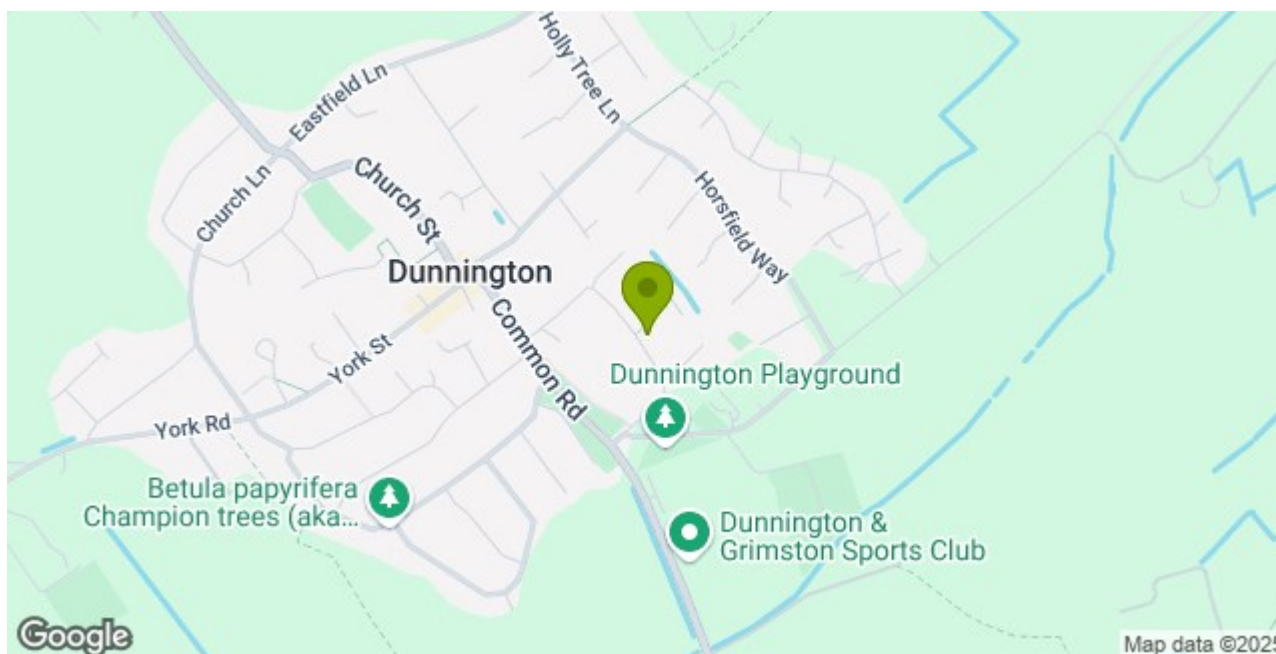 Holly Tree Ln
Eastfield Ln
Church St
Church Ln
Horsfield Way
Dunnington
Common Rd
York St
Dunnington Playground
York Rd
Betula papyrifera
Champion trees (aka...
Dunnington &
Grimston Sports Club
Google
Map data ©2025